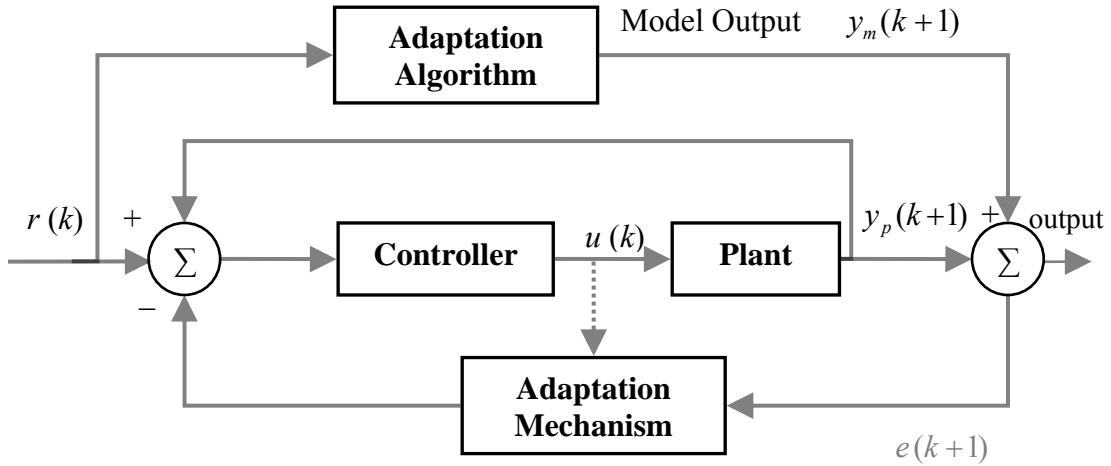 Adaptation
Algorithm
Model Output y_m(k+1)
r(k)
+
Σ
−
Controller
u(k)
Plant
y_p(k+1)
+
Σ
output
Adaptation
Mechanism
e(k+1)